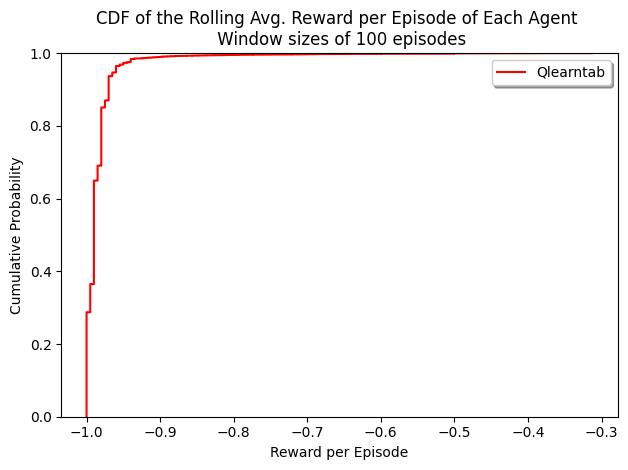 CDF of the Rolling Avg. Reward per Episode of Each Agent
Window sizes of 100 episodes
Qlearntab
Cumulative Probability
1.0
0.8
0.6
0.4
0.2
0.0
−1.0 −0.9 −0.8 −0.7 −0.6 −0.5 −0.4 −0.3
Reward per Episode